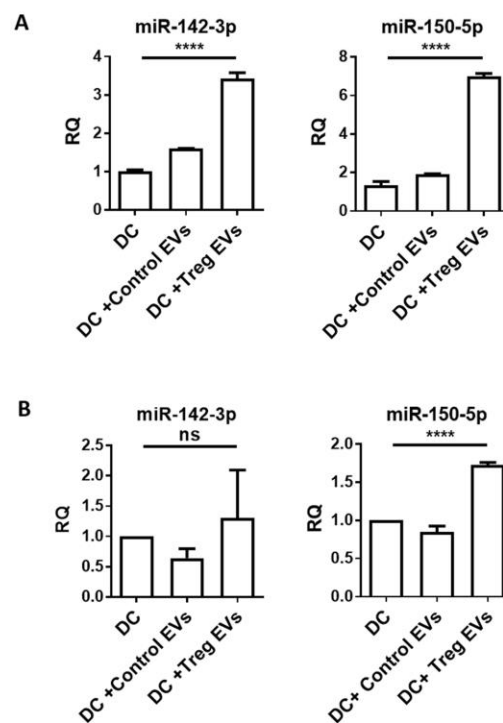 A
miR-142-3p
****
RQ
4
3
2
1
0
DC
DC +Control EVs
DC +Treg EVs
miR-150-5p
****
RQ
8
6
4
2
0
DC
DC +Control EVs
DC +Treg EVs
B
miR-142-3p
ns
RQ
2.5
2.0
1.5
1.0
0.5
0.0
DC
DC +Control EVs
DC +Treg EVs
miR-150-5p
****
RQ
2.0
1.5
1.0
0.5
0.0
DC
DC+ Control EVs
DC+ Treg EVs